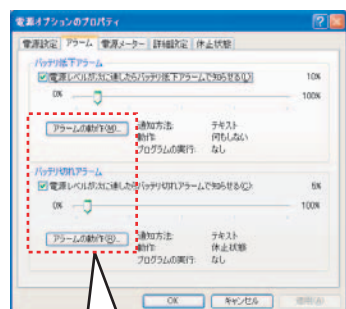 電源オプションのプロパティ
電源設定 アラーム 電源メーター 詳細設定 休止状態
バッテリ低下アラーム
電源レベルが次に達したらバッテリ低下アラームで知らせる(L) 10%
0% 100%
アラームの動作(M)... 通知方法: テキスト
動作: 何もしない
プログラムの実行: なし
バッテリ切れアラーム
電源レベルが次に達したらバッテリ切れアラームで知らせる(C): 6%
0% 100%
アラームの動作(R)... 通知方法: テキスト
動作: 休止状態
プログラムの実行: なし
OK キャンセル 適用(A)